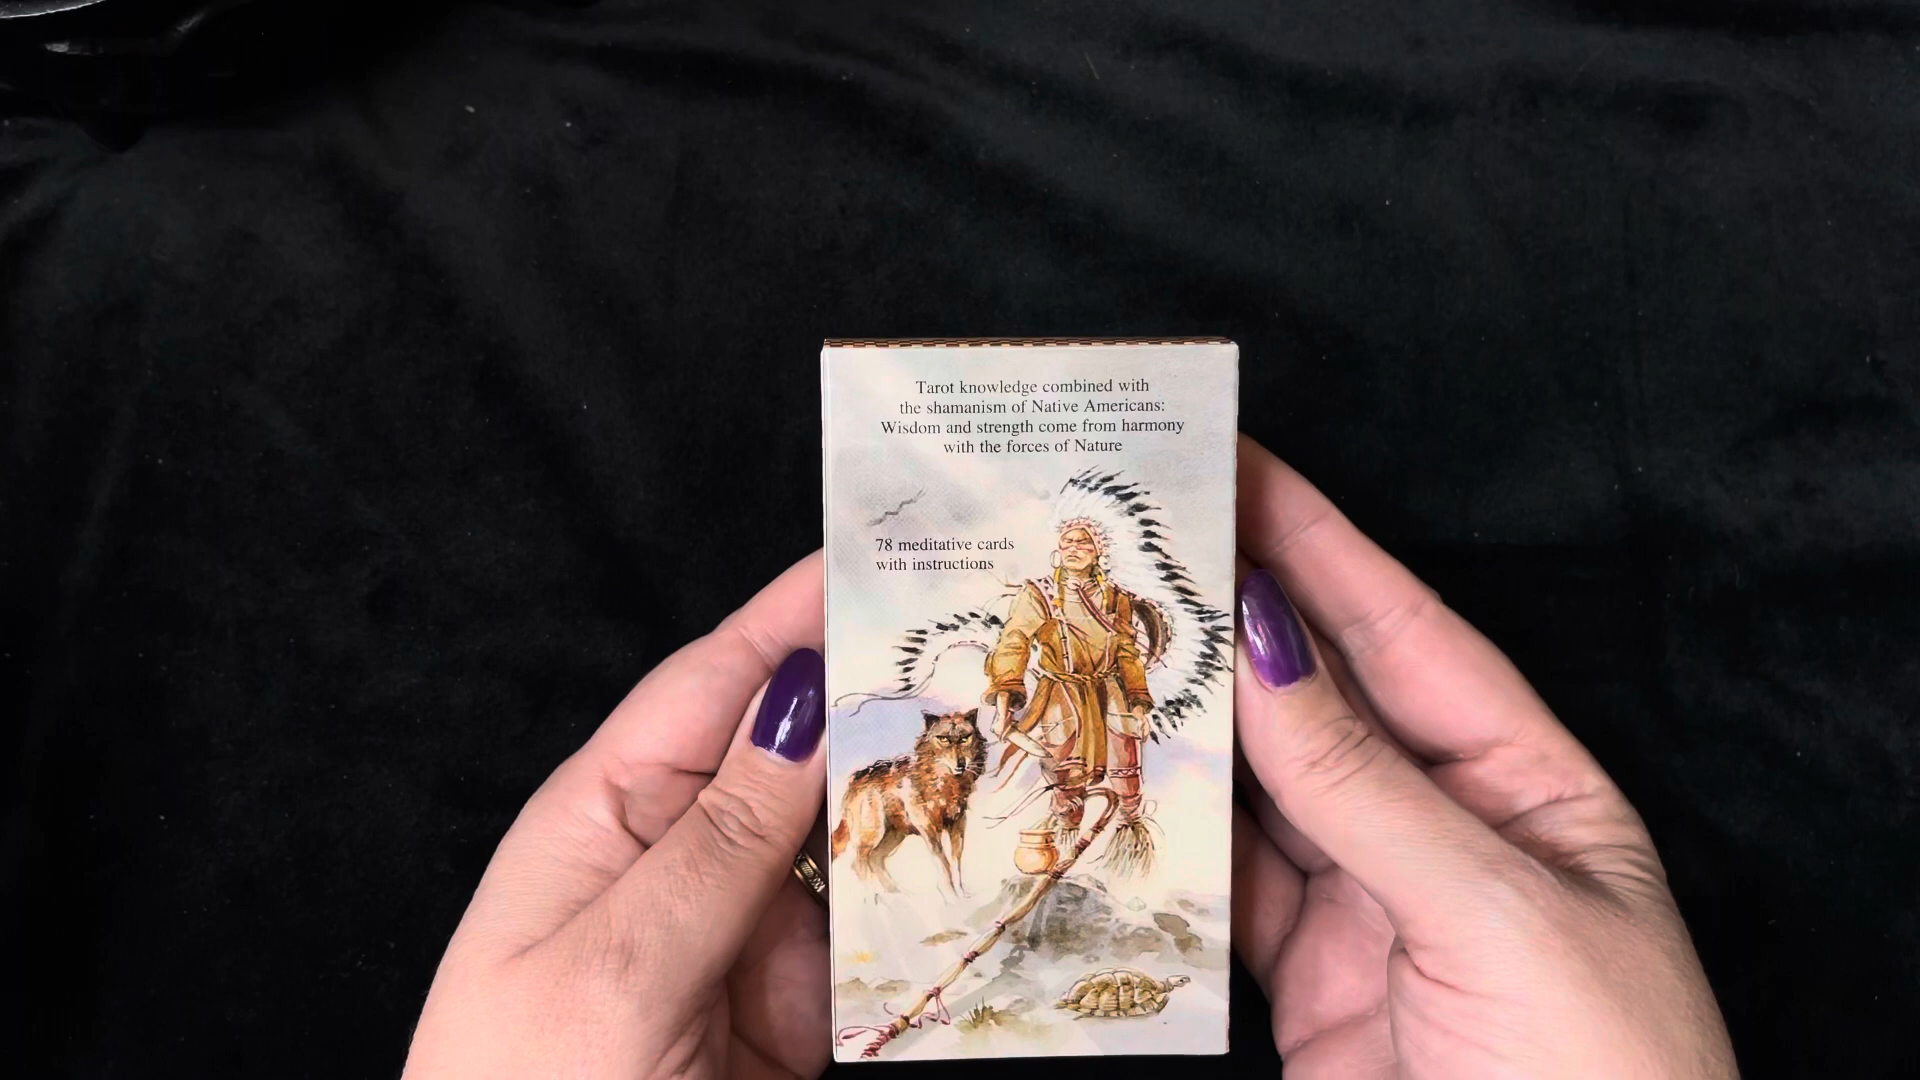 Tarot knowledge combined with
the shamanism of Native Americans:
Wisdom and strength come from harmony
with the forces of Nature
78 meditative cards
with instructions